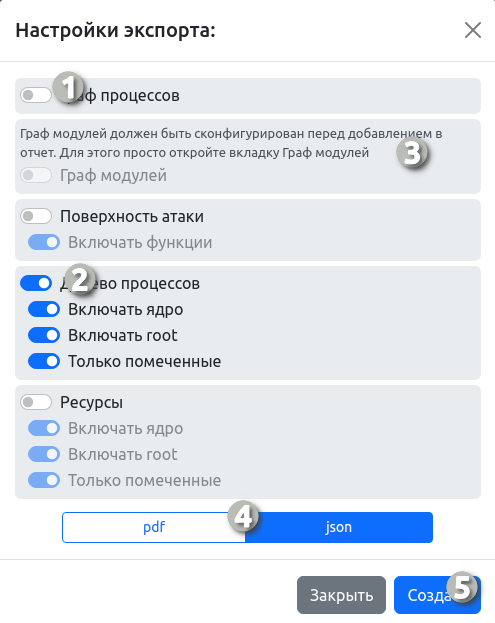 Настройки экспорта:
1
аф процессов
Граф модулей должен быть сконфигурирован перед добавлением в
отчет. Для этого просто откройте вкладку Граф модулей
3
Граф модулей
Поверхность атаки
Включать функции
2
Д во процессов
Включать ядро
Включать root
Только помеченные
Ресурсы
Включать ядро
Включать root
Только помеченные
pdf
4
json
Закрыть
Созда
5